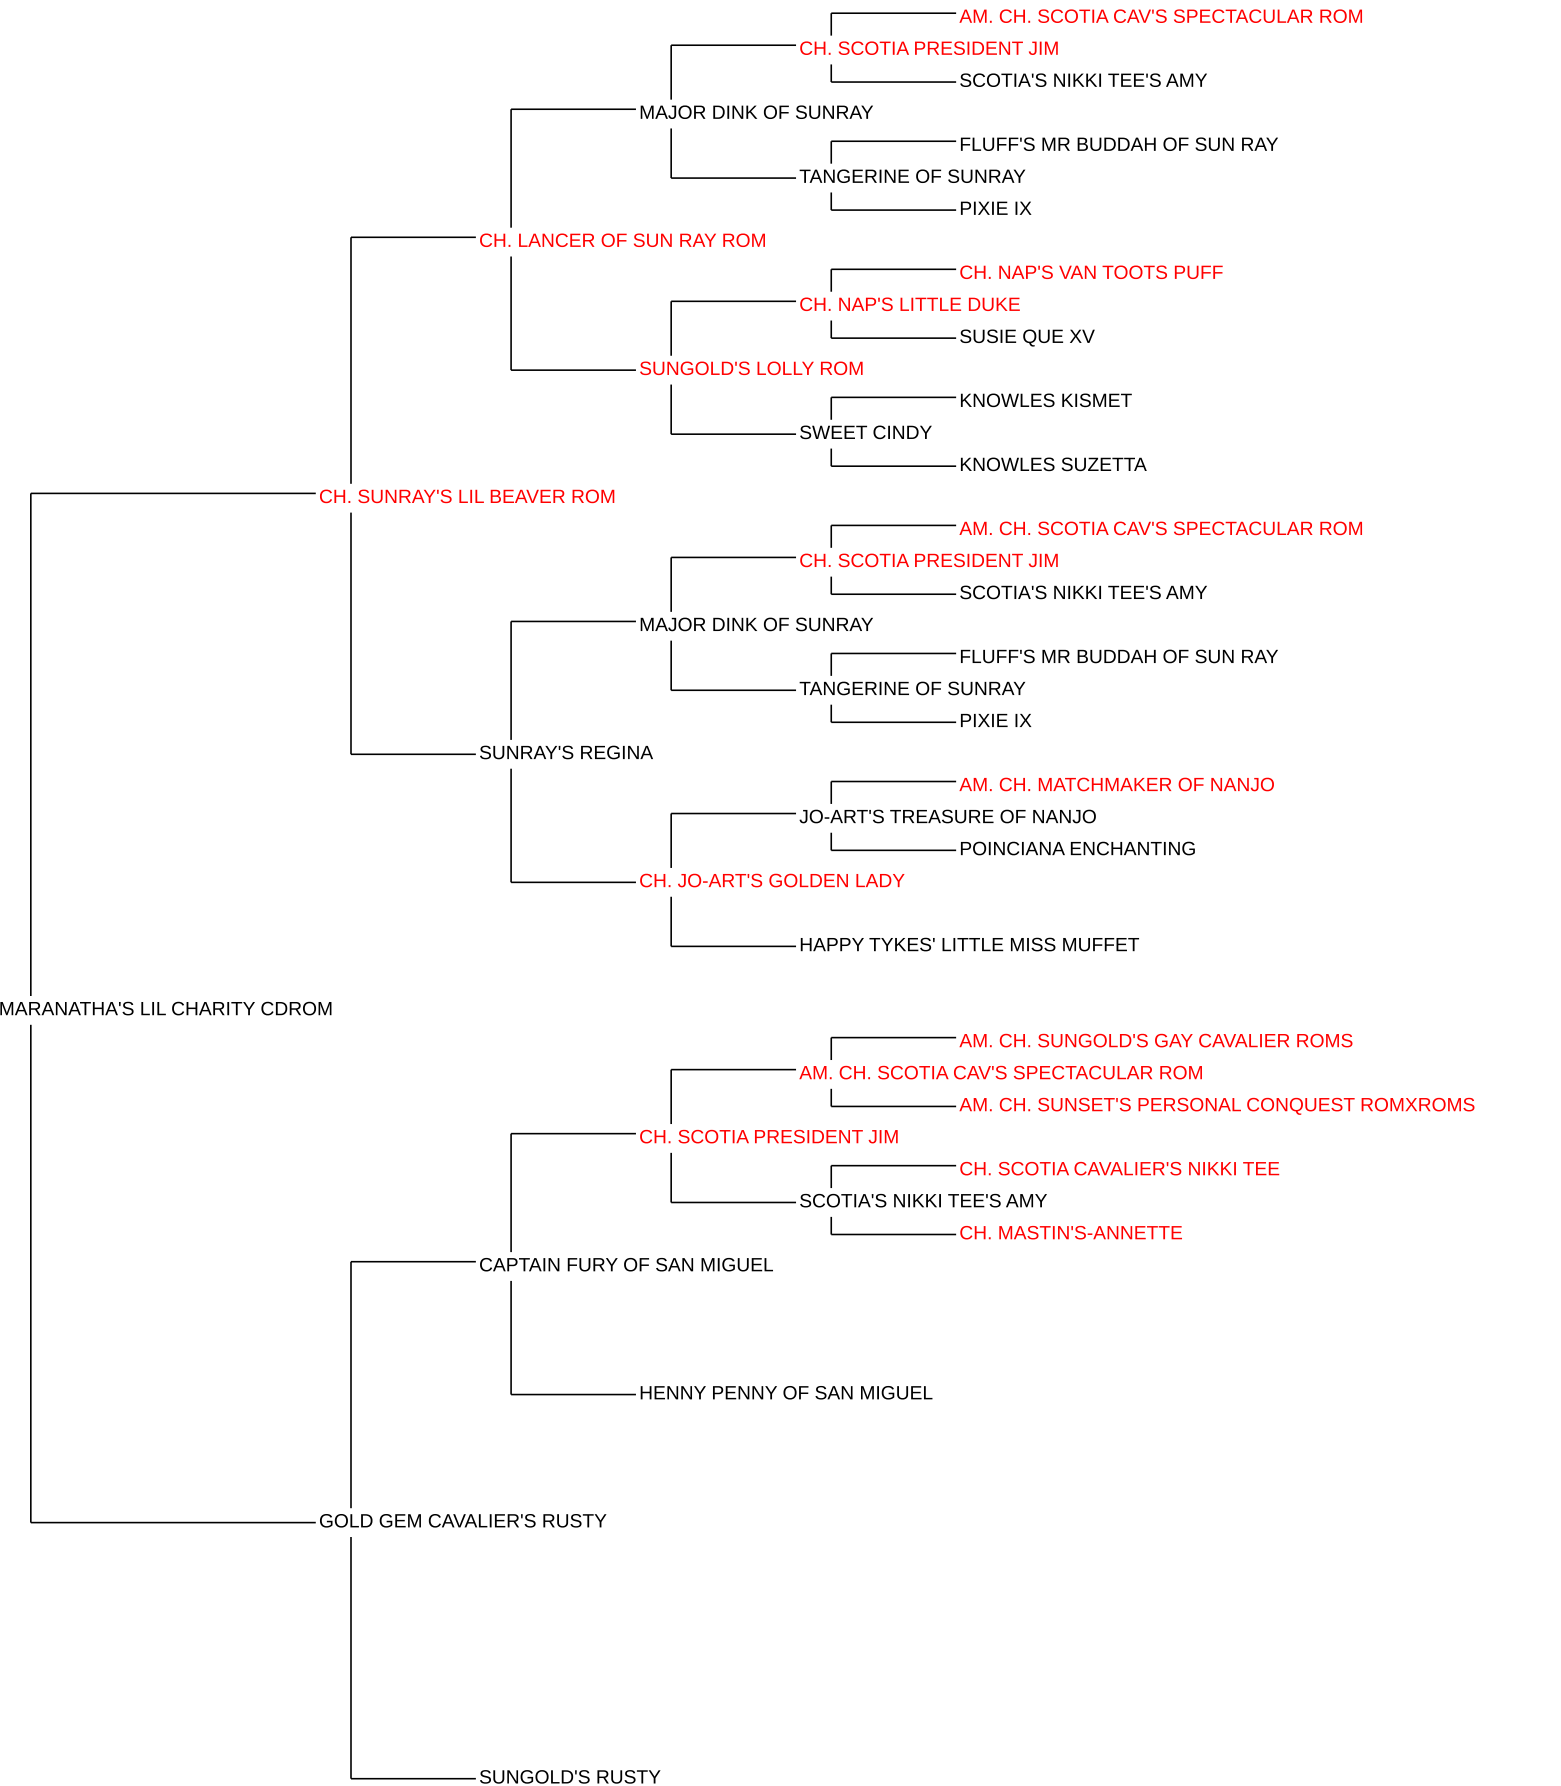 AM. CH. SCOTIA CAV'S SPECTACULAR ROM
CH. SCOTIA PRESIDENT JIM
SCOTIA'S NIKKI TEE'S AMY
MAJOR DINK OF SUNRAY
FLUFF'S MR BUDDAH OF SUN RAY
TANGERINE OF SUNRAY
PIXIE IX
CH. LANCER OF SUN RAY ROM
CH. NAP'S VAN TOOTS PUFF
CH. NAP'S LITTLE DUKE
SUSIE QUE XV
SUNGOLD'S LOLLY ROM
KNOWLES KISMET
SWEET CINDY
KNOWLES SUZETTA
CH. SUNRAY'S LIL BEAVER ROM
AM. CH. SCOTIA CAV'S SPECTACULAR ROM
CH. SCOTIA PRESIDENT JIM
SCOTIA'S NIKKI TEE'S AMY
MAJOR DINK OF SUNRAY
FLUFF'S MR BUDDAH OF SUN RAY
TANGERINE OF SUNRAY
PIXIE IX
SUNRAY'S REGINA
AM. CH. MATCHMAKER OF NANJO
JO-ART'S TREASURE OF NANJO
POINCIANA ENCHANTING
CH. JO-ART'S GOLDEN LADY
HAPPY TYKES' LITTLE MISS MUFFET
MARANATHA'S LIL CHARITY CDROM
AM. CH. SUNGOLD'S GAY CAVALIER ROMS
AM. CH. SCOTIA CAV'S SPECTACULAR ROM
AM. CH. SUNSET'S PERSONAL CONQUEST ROMXROMS
CH. SCOTIA PRESIDENT JIM
CH. SCOTIA CAVALIER'S NIKKI TEE
SCOTIA'S NIKKI TEE'S AMY
CH. MASTIN'S-ANNETTE
CAPTAIN FURY OF SAN MIGUEL
HENNY PENNY OF SAN MIGUEL
GOLD GEM CAVALIER'S RUSTY
SUNGOLD'S RUSTY